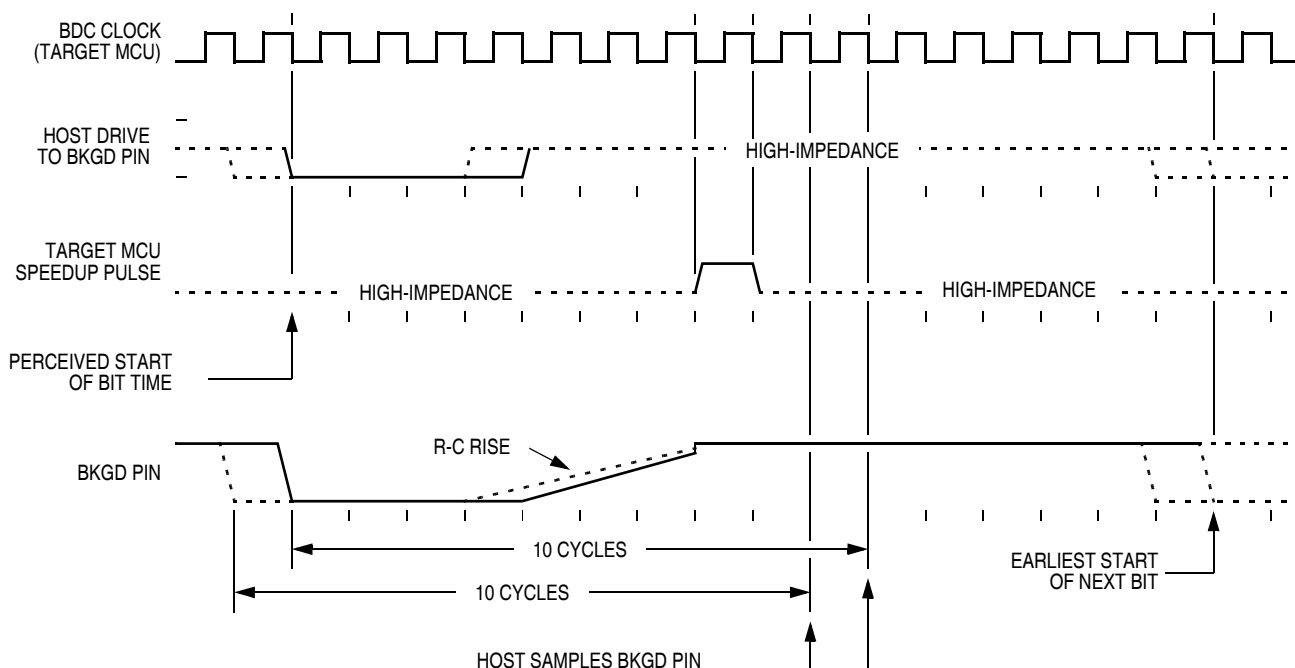 BDC CLOCK
(TARGET MCU)
HOST DRIVE
TO BKGD PIN
HIGH-IMPEDANCE
TARGET MCU
SPEEDUP PULSE
HIGH-IMPEDANCE
HIGH-IMPEDANCE
PERCEIVED START
OF BIT TIME
R-C RISE
BKGD PIN
10 CYCLES
EARLIEST START
OF NEXT BIT
10 CYCLES
HOST SAMPLES BKGD PIN